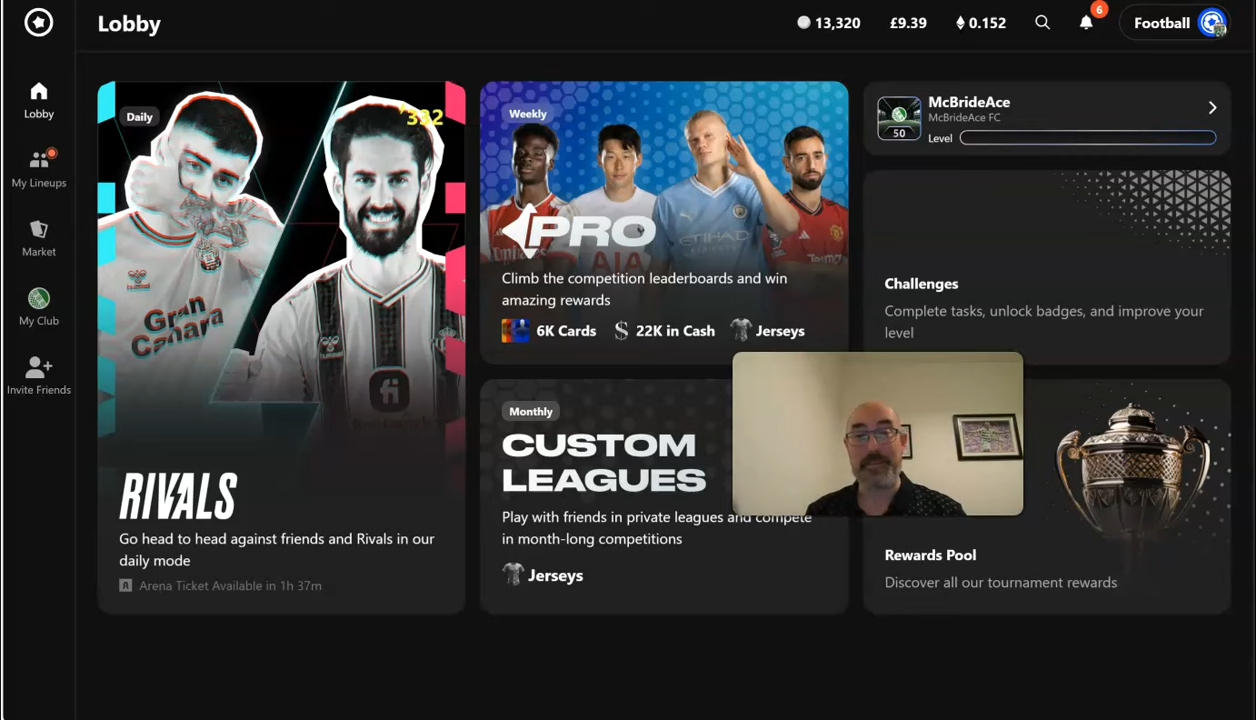 Lobby
13,320
£9.39
0.152
6
Football
Lobby
My Lineups
Market
My Club
Invite Friends
Daily
332
Gran
Canaria
RIVALS
Go head to head against friends and Rivals in our
daily mode
Arena Ticket Available in 1h 37m
Weekly
ETIHAD
PRO
Climb the competition leaderboards and win
amazing rewards
6K Cards
22K in Cash
Jerseys
Monthly
CUSTOM
LEAGUES
Play with friends in private leagues and compete
in month-long competitions
Jerseys
McBrideAce
McBrideAce FC
50
Level
Challenges
Complete tasks, unlock badges, and improve your
level
Rewards Pool
Discover all our tournament rewards